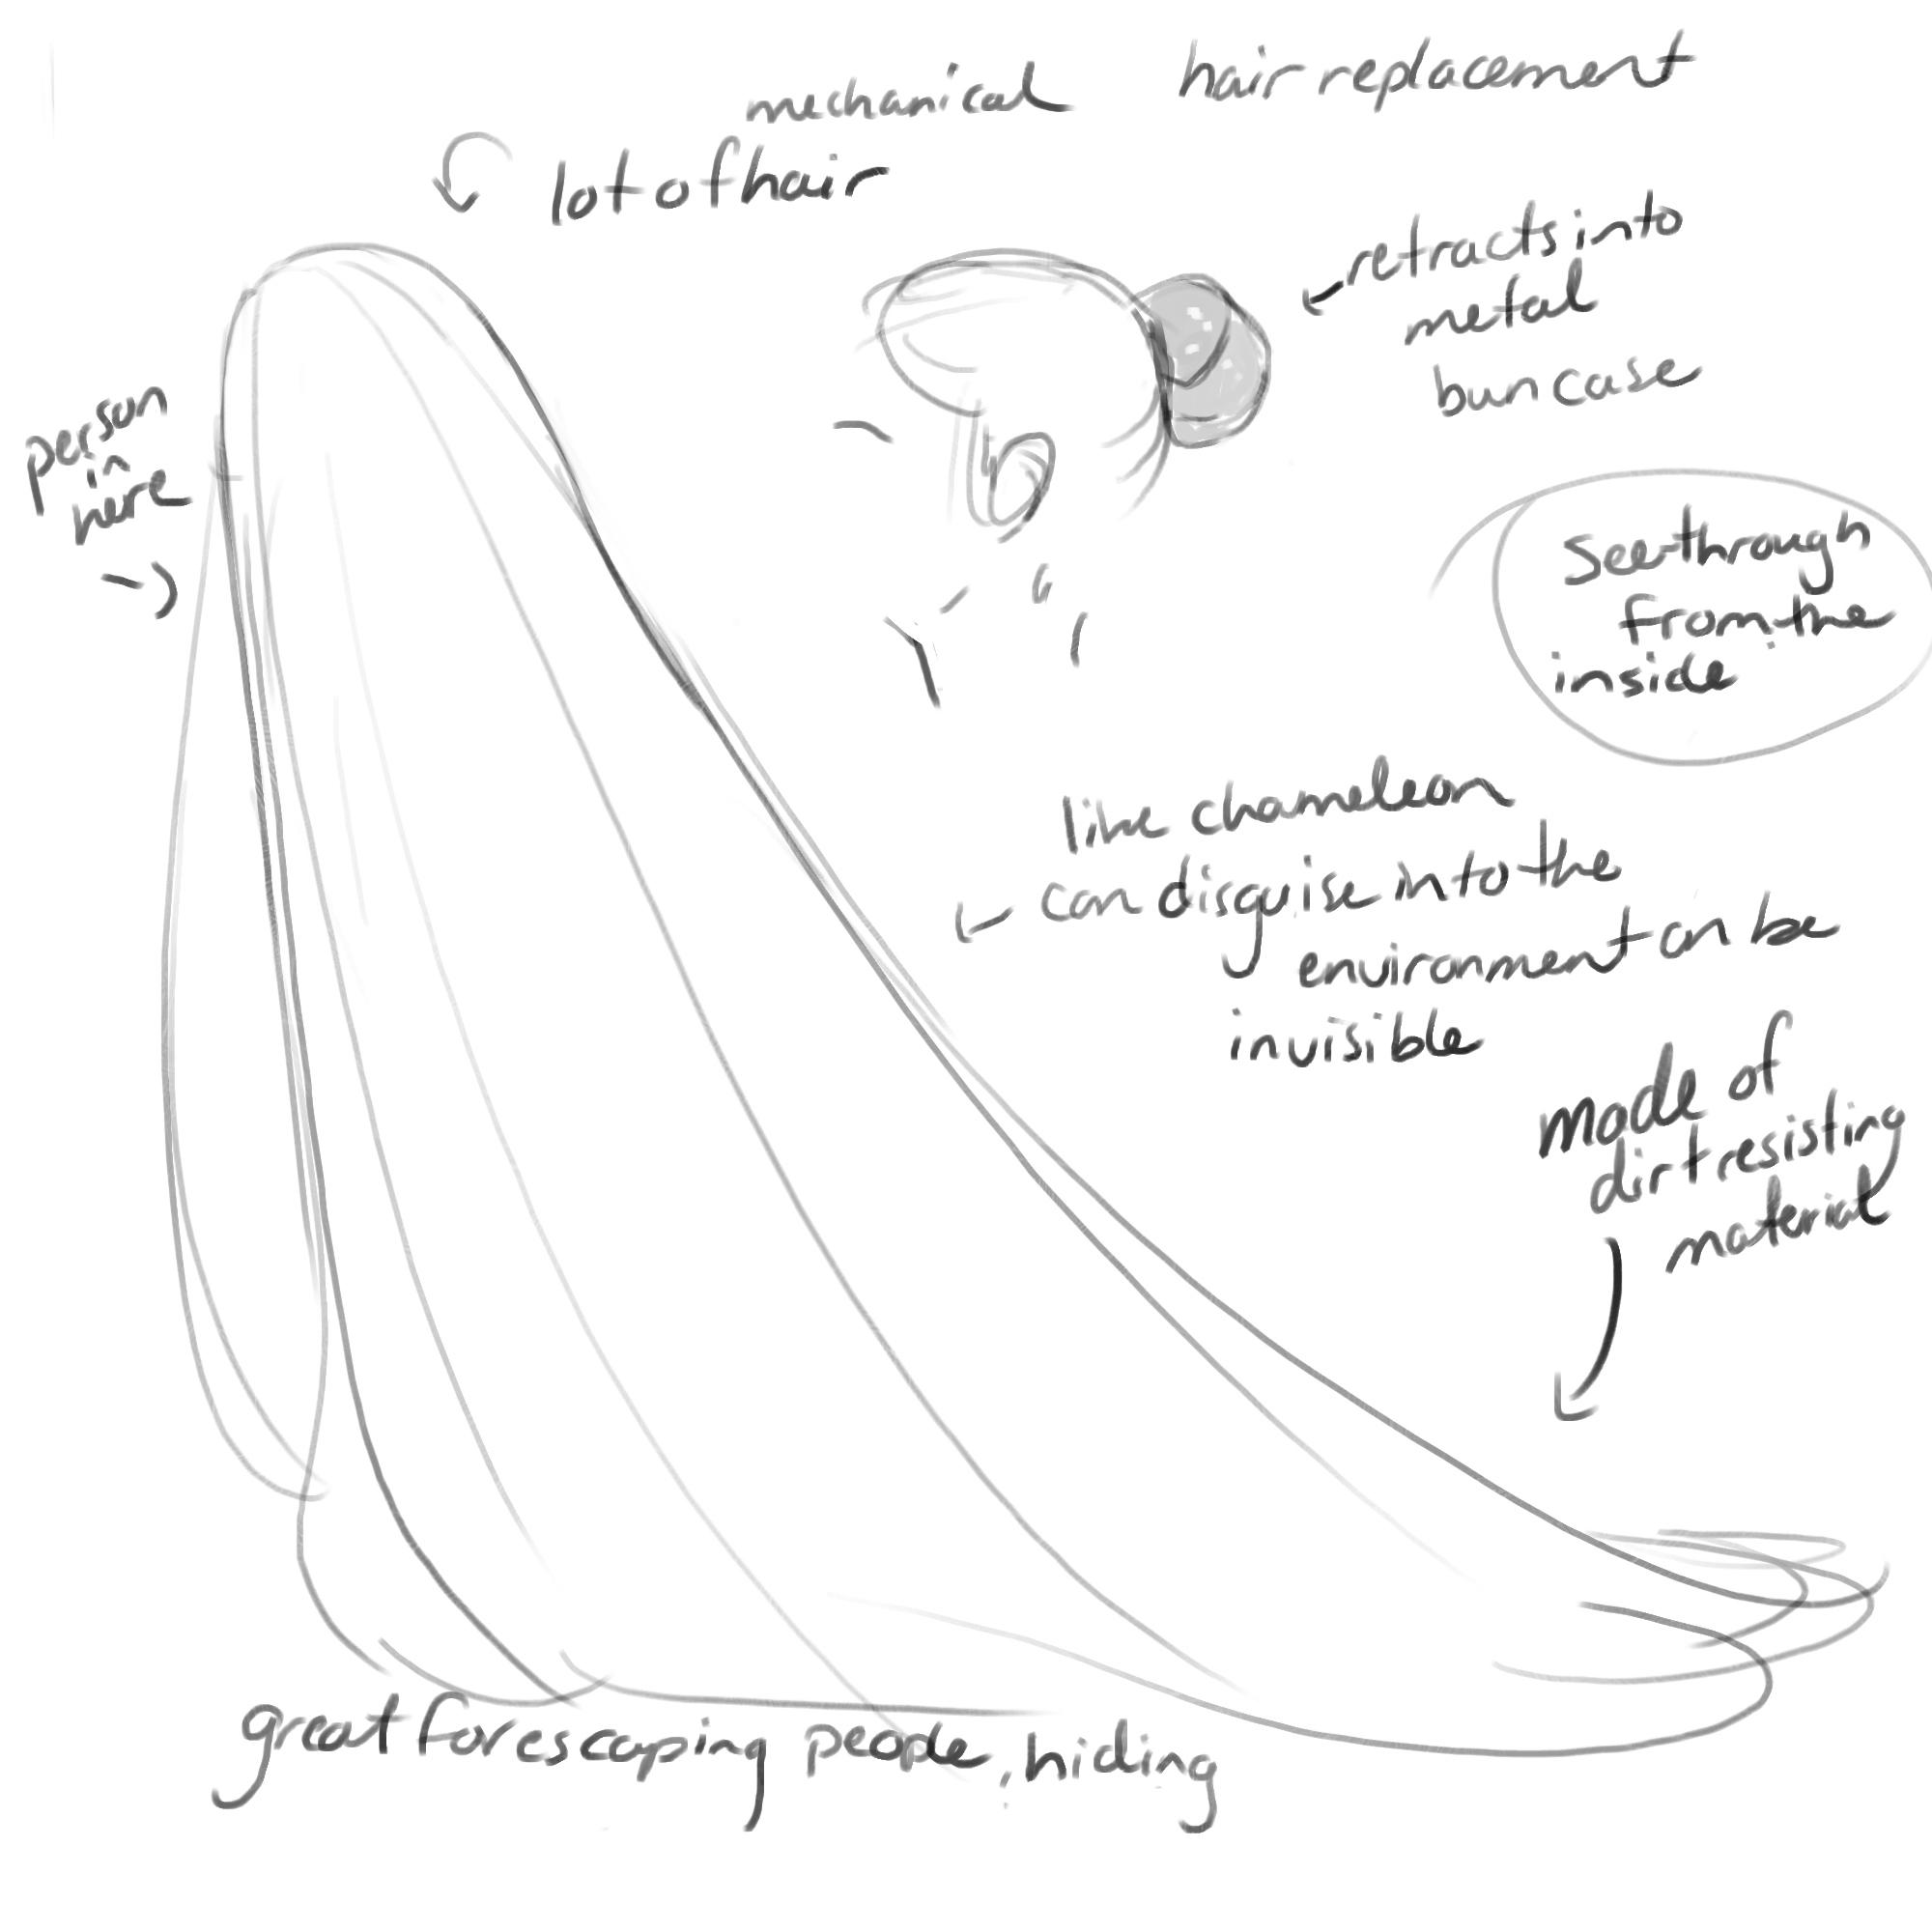 mechanical hair replacement
lot of hair
retracts into
metal
bun case
person
in
here
see through
from the
inside
like chameleon
can disguise into the
environment can be
invisible
made of
dirt resisting
material
great for escaping people, hiding